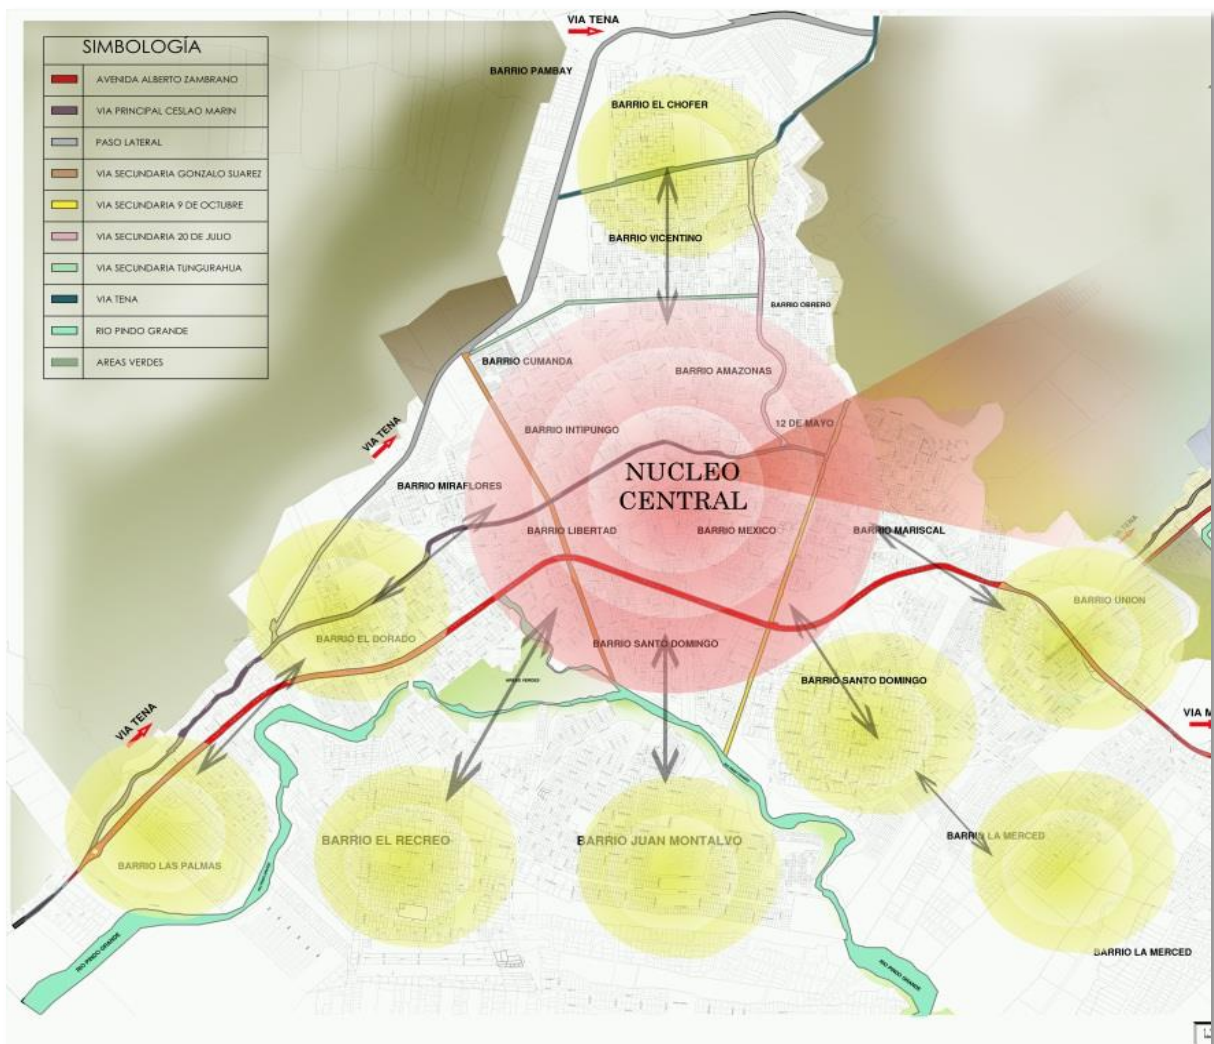 SIMBOLOGÍA
AVENIDA ALBERTO ZAMBRANO
VIA PRINCIPAL CESLAO MARIN
PASO LATERAL
VIA SECUNDARIA GONZALO SUAREZ
VIA SECUNDARIA 9 DE OCTUBRE
VIA SECUNDARIA 20 DE JULIO
VIA SECUNDARIA TUNGURAHUA
VIA TENA
RIO PINDO GRANDE
AREAS VERDES
VIA TENA
BARRIO PAMBAY
BARRIO EL CHOFER
BARRIO VICENTINO
BARRIO OBRERO
BARRIO CUMANDA
BARRIO AMAZONAS
12 DE MAYO
BARRIO INTIPUNGO
VIA TENA
NUCLEO
CENTRAL
BARRIO MIRAFLORES
BARRIO LIBERTAD
BARRIO MEXICO
BARRIO MARISCAL
VIA TENA
BARRIO UNION
BARRIO EL DORADO
BARRIO SANTO DOMINGO
AREAS VERDES
BARRIO SANTO DOMINGO
VIA TENA
VIA M
BARRIO EL RECREO
BARRIO JUAN MONTALVO
BARRIO LA MERCED
BARRIO LAS PALMAS
RIO PINDO GRANDE
RIO PINDO GRANDE
BARRIO LA MERCED